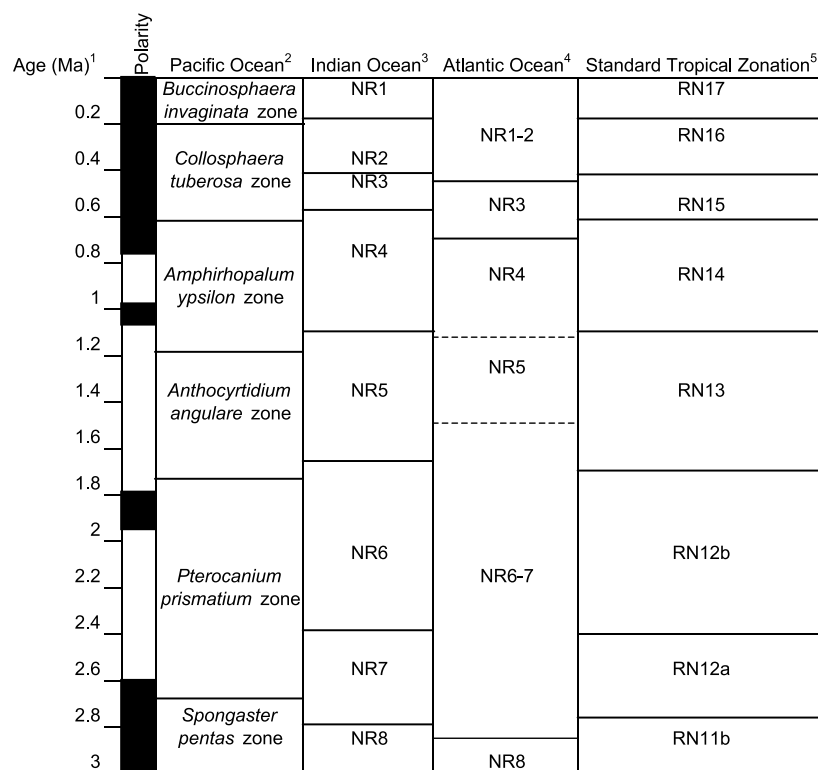 Age (Ma)1 Polarity Pacific Ocean2 Indian Ocean3 Atlantic Ocean4 Standard Tropical Zonation5
Buccinosphaera NR1 RN17
0.2 invaginata zone
NR1-2 RN16
0.4 Collosphaera NR2
tuberosa zone NR3
0.6 NR3 RN15
0.8 NR4
Amphirhopalum NR4 RN14
1 ypsilon zone
1.2
NR5
1.4 Anthocyrtidium NR5 RN13
angulare zone
1.6
1.8
2
NR6 RN12b
2.2 Pterocanium NR6-7
prismatium zone
2.4
2.6 NR7 RN12a
2.8 Spongaster
pentas zone NR8 RN11b
3 NR8